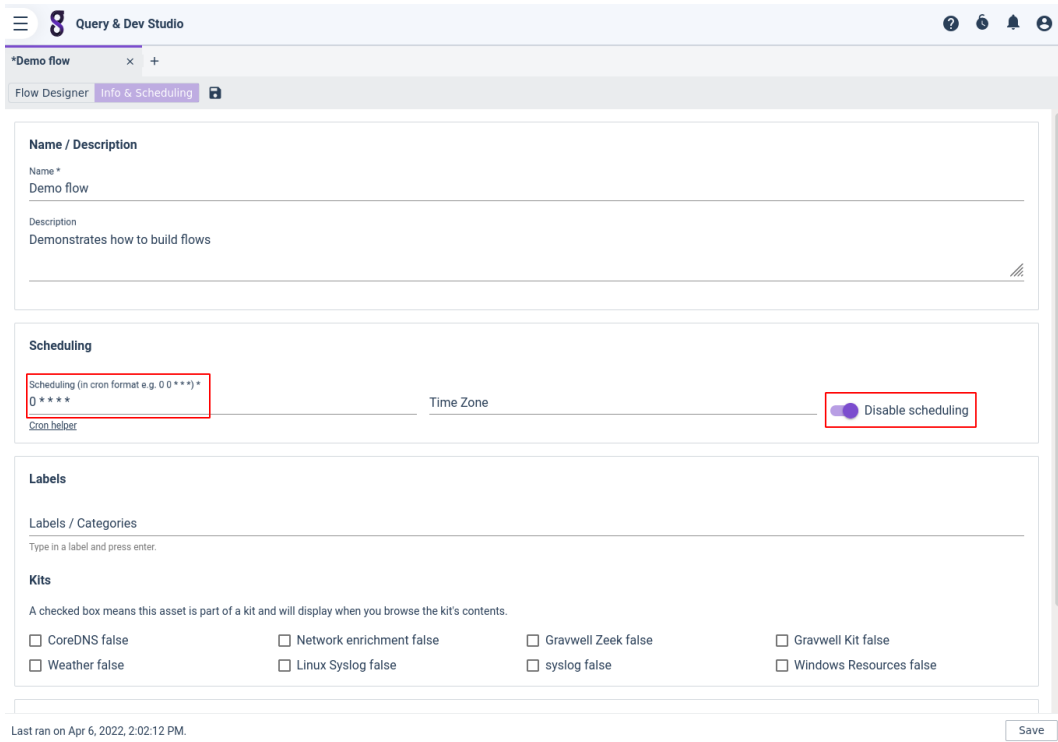 Query & Dev Studio
*Demo flow × +
Flow Designer Info & Scheduling
Name / Description
Name *
Demo flow
Description
Demonstrates how to build flows
Scheduling
Scheduling (in cron format e.g. 0 0 * * *) *
0 * * * *
Time Zone
Disable scheduling
Cron helper
Labels
Labels / Categories
Type in a label and press enter.
Kits
A checked box means this asset is part of a kit and will display when you browse the kit's contents.
CoreDNS false Network enrichment false Gravwell Zeek false Gravwell Kit false
Weather false Linux Syslog false syslog false Windows Resources false
Last ran on Apr 6, 2022, 2:02:12 PM. Save